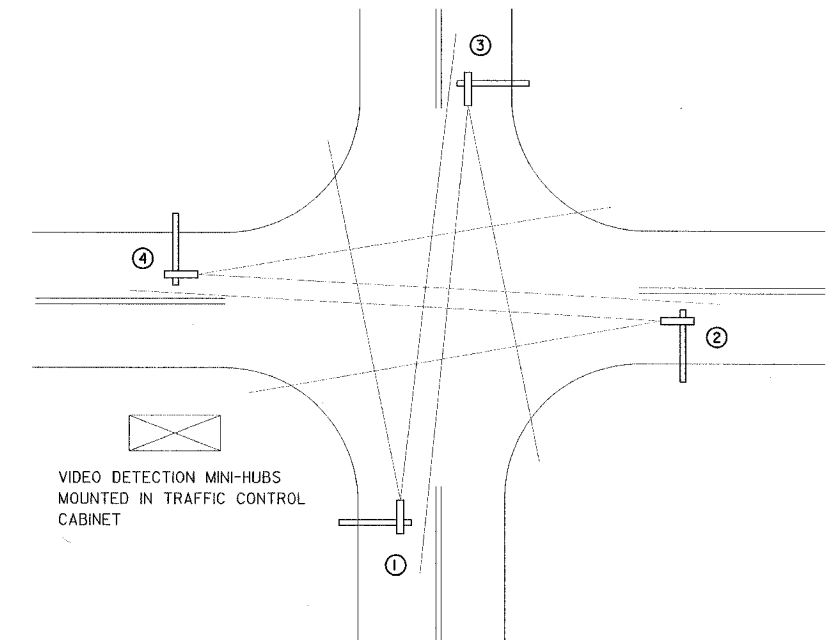 3
4
2
VIDEO DETECTION MINI-HUBS
MOUNTED IN TRAFFIC CONTROL
CABINET
1